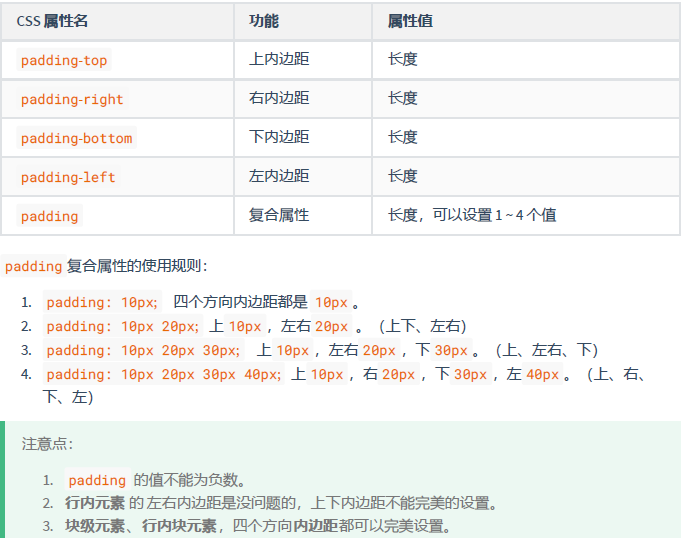 CSS 属性名 功能 属性值
padding-top 上内边距 长度
padding-right 右内边距 长度
padding-bottom 下内边距 长度
padding-left 左内边距 长度
padding 复合属性 长度，可以设置 1 ~ 4 个值
padding 复合属性的使用规则：
1. padding: 10px; 四个方向内边距都是 10px 。
2. padding: 10px 20px; 上 10px ，左右 20px 。（上下、左右）
3. padding: 10px 20px 30px; 上 10px ，左右 20px ，下 30px 。（上、左右、下）
4. padding: 10px 20px 30px 40px; 上 10px ，右 20px ，下 30px ，左 40px 。（上、右、
下、左）
注意点：
1. padding 的值不能为负数。
2. 行内元素 的 左右内边距是没问题的，上下内边距不能完美的设置。
3. 块级元素、行内块元素，四个方向内边距都可以完美设置。